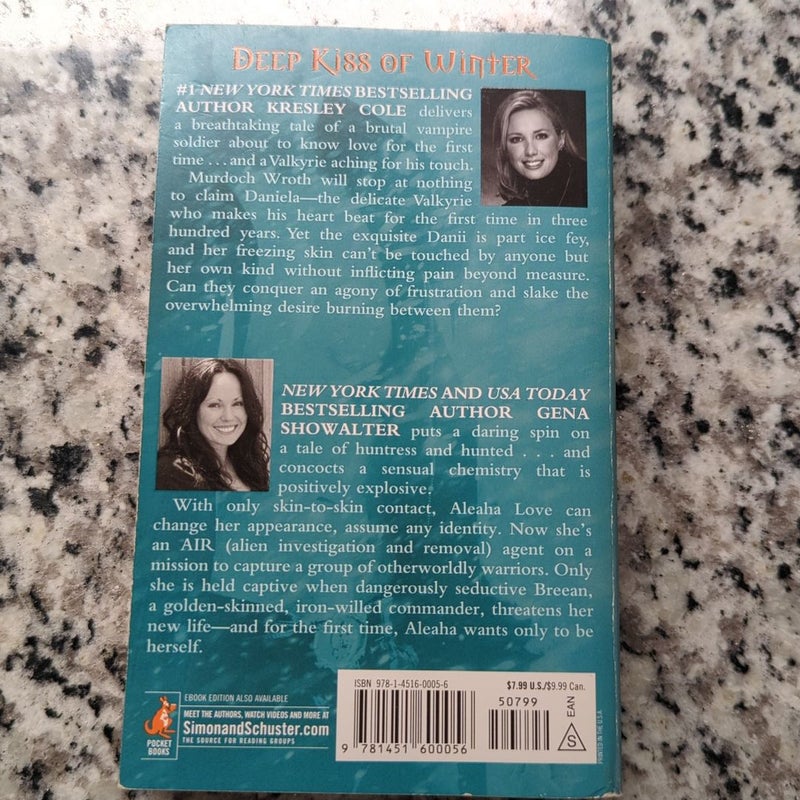 DEEP KISS OF WINTER
#1 NEW YORK TIMES BESTSELLING
AUTHOR KRESLEY COLE delivers
a breathtaking tale of a brutal vampire
soldier about to know love for the first
time . . . and a Valkyrie aching for his touch.
Murdoch Wroth will stop at nothing
to claim Daniela—the delicate Valkyrie
who makes his heart beat for the first time in three
hundred years. Yet the exquisite Danii is part ice fey,
and her freezing skin can't be touched by anyone but
her own kind without inflicting pain beyond measure.
Can they conquer an agony of frustration and slake the
overwhelming desire burning between them?
NEW YORK TIMES AND USA TODAY
BESTSELLING AUTHOR GENA
SHOWALTER puts a daring spin on
a tale of huntress and hunted . . . and
concocts a sensual chemistry that is
positively explosive.
With only skin-to-skin contact, Aleaha Love can
change her appearance, assume any identity. Now she's
an AIR (alien investigation and removal) agent on a
mission to capture a group of otherworldly warriors. Only
she is held captive when dangerously seductive Breean,
a golden-skinned, iron-willed commander, threatens her
new life—and for the first time, Aleaha wants only to be
herself.
EBOOK EDITION ALSO AVAILABLE
MEET THE AUTHORS, WATCH VIDEOS AND MORE AT
SimonandSchuster.com
THE SOURCE FOR READING GROUPS
POCKET
BOOKS
ISBN 978-1-4516-0005-6
$7.99 U.S./$9.99 Can.
50799
9 781451 600056
S
EAN
PRINTED IN THE U.S.A.